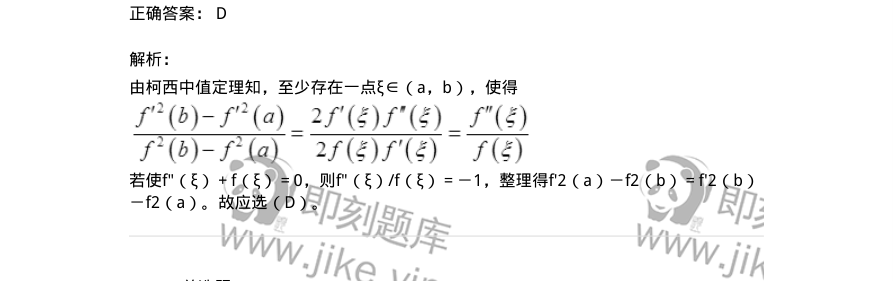 正确答案： D
解析：
由柯西中值定理知，至少存在一点ξ∈（a，b），使得
f′²(b)－f′²(a) / f²(b)－f²(a) = 2f′(ξ)f″(ξ) / 2f(ξ)f′(ξ) = f″(ξ) / f(ξ)
若使f"（ξ）+ f（ξ）=0，则f"（ξ）/f（ξ）=－1，整理得f'2（a）－f2（b）= f'2（b）
－f2（a）。故应选（D）。
即刻题库
www.jike.vip
即刻
www.j